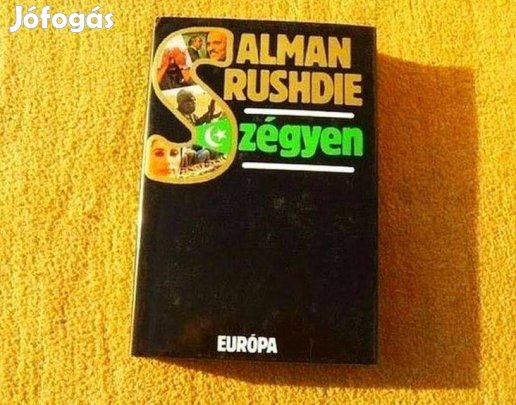 Jófogás
SALMAN
RUSHDIE
Szégyen
EURÓPA